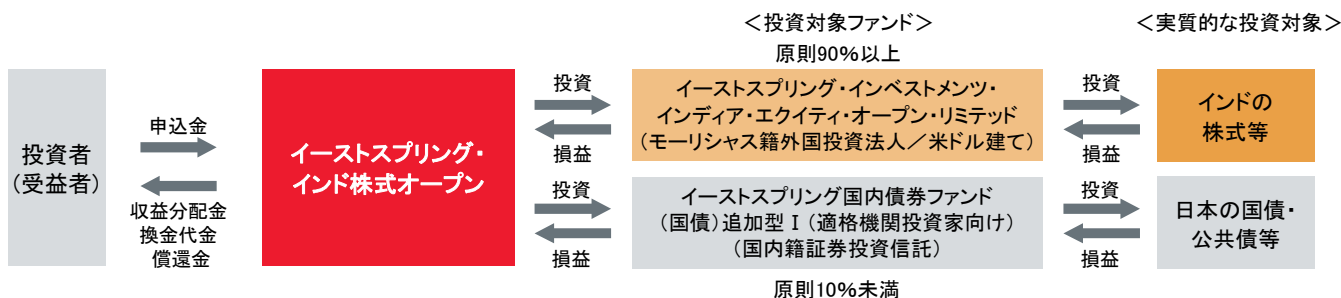 <投資対象ファンド>
<実質的な投資対象>
原則90%以上
投資者
(受益者)
申込金
収益分配金
換金代金
償還金
イーストスプリング・
インド株式オープン
投資
損益
投資
損益
イーストスプリング・インベストメンツ・
インディア・エクイティ・オープン・リミテッド
(モーリシャス籍外国投資法人/米ドル建て)
イーストスプリング国内債券ファンド
(国債)追加型Ⅰ(適格機関投資家向け)
(国内籍証券投資信託)
原則10%未満
投資
損益
投資
損益
インドの
株式等
日本の国債・
公共債等